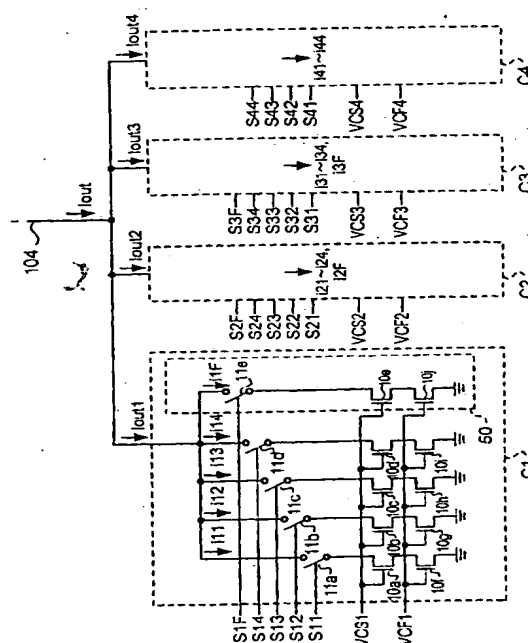 104
Iout
Iout1
Iout2
Iout3
Iout4
i11
i12
i13
i14
i1F
11a
11b
11c
11d
11e
S1F
S14
S13
S12
S11
VCS1
VCF1
10a
10b
10c
10d
10e
10f
10g
10h
10i
10j
50
C1
S2F
S24
S23
S22
S21
VCS2
VCF2
i21~i24,
i2F
C2
S3F
S34
S33
S32
S31
VCS3
VCF3
i31~i34,
i3F
C3
S44
S43
S42
S41
VCS4
VCF4
i41~i44
C4